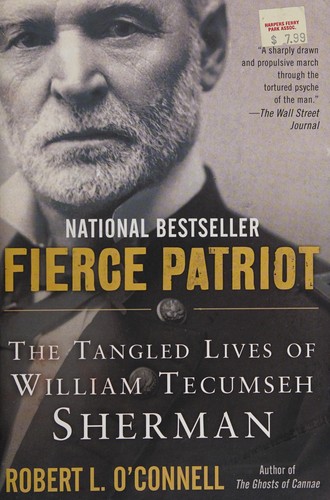 HARPERS FERRY
PARK ASSOC.
$ 7.99
"A sharply drawn
and propulsive march
through the
tortured psyche
of the man."
—The Wall Street
Journal
NATIONAL BESTSELLER
FIERCE PATRIOT
THE TANGLED LIVES OF
WILLIAM TECUMSEH
SHERMAN
ROBERT L. O'CONNELL
Author of
The Ghosts of Cannae